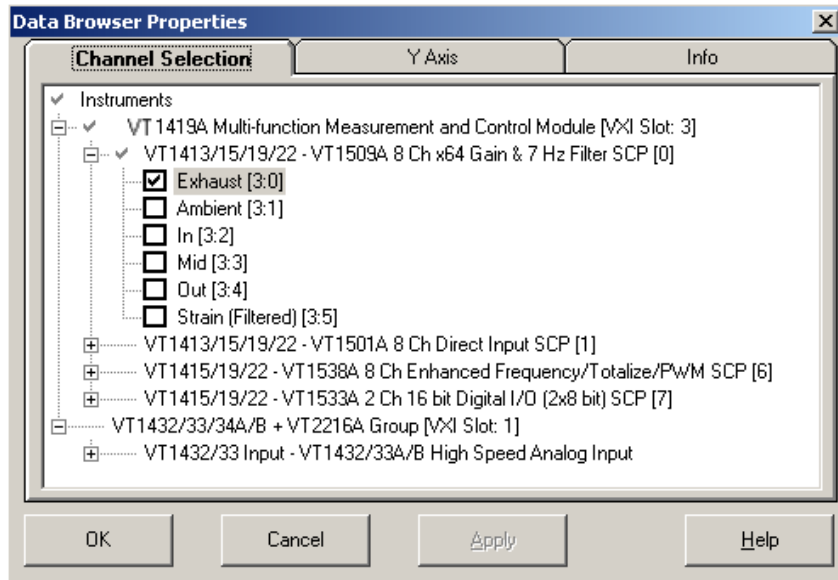 Data Browser Properties
Channel Selection
Y Axis
Info
Instruments
VT1419A Multi-function Measurement and Control Module [VXI Slot: 3]
VT1413/15/19/22 - VT1509A 8 Ch x64 Gain & 7 Hz Filter SCP [0]
Exhaust [3:0]
Ambient [3:1]
In [3:2]
Mid [3:3]
Out [3:4]
Strain (Filtered) [3:5]
VT1413/15/19/22 - VT1501A 8 Ch Direct Input SCP [1]
VT1415/19/22 - VT1538A 8 Ch Enhanced Frequency/Totalize/PWM SCP [6]
VT1415/19/22 - VT1533A 2 Ch 16 bit Digital I/O (2x8 bit) SCP [7]
VT1432/33/34A/B + VT2216A Group [VXI Slot: 1]
VT1432/33 Input - VT1432/33A/B High Speed Analog Input
OK
Cancel
Apply
Help